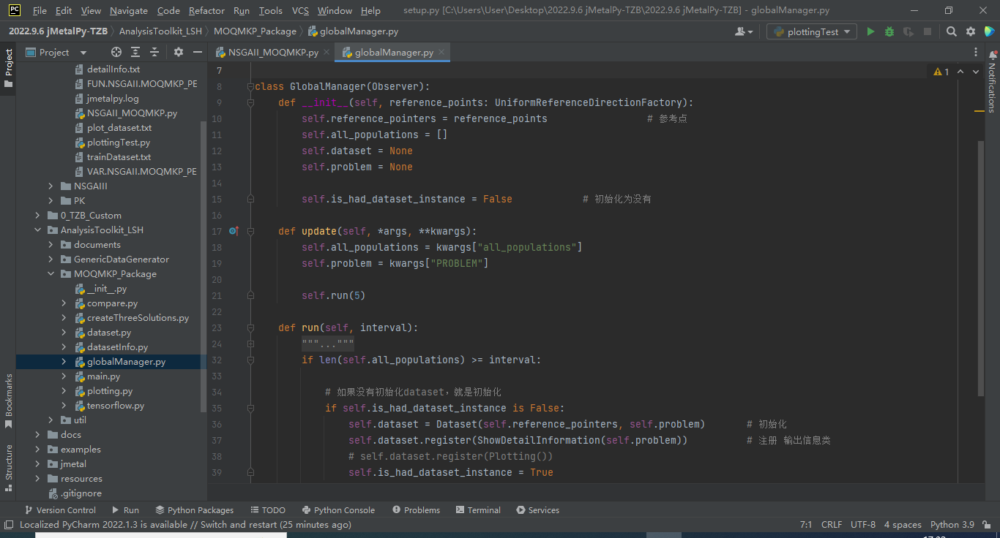 PC File Edit View Navigate Code Refactor Run Tools VCS Window Help setup.py [C:\Users\User\Desktop\2022.9.6 jMetalPy-TZB\2022.9.6 jMetalPy-TZB] - globalManager.py
2022.9.6 jMetalPy-TZB AnalysisToolkit_LSH MOQMKP_Package globalManager.py plottingTest
Project
Project
NSGAII_MOQMKP.py globalManager.py
Notifications
detailInfo.txt
FUN.NSGAII.MOQMKP_PE
jmetalpy.log
NSGAII_MOQMKP.py
plot_dataset.txt
plottingTest.py
trainDataset.txt
VAR.NSGAII.MOQMKP_PE
NSGAIII
PK
0_TZB_Custom
AnalysisToolkit_LSH
documents
GenericDataGenerator
MOQMKP_Package
__init__.py
compare.py
createThreeSolutions.py
dataset.py
datasetInfo.py
globalManager.py
main.py
plotting.py
tensorflow.py
util
docs
examples
jmetal
resources
.gitignore
Bookmarks
Structure
1
7
8 class GlobalManager(Observer):
9 def __init__(self, reference_points: UniformReferenceDirectionFactory):
10 self.reference_pointers = reference_points # 参考点
11 self.all_populations = []
12 self.dataset = None
13 self.problem = None
14
15 self.is_had_dataset_instance = False # 初始化为没有
16
17 def update(self, *args, **kwargs):
18 self.all_populations = kwargs["all_populations"]
19 self.problem = kwargs["PROBLEM"]
20
21 self.run(5)
22
23 def run(self, interval):
24 """..."""
32 if len(self.all_populations) >= interval:
33
34 # 如果没有初始化dataset，就是初始化
35 if self.is_had_dataset_instance is False:
36 self.dataset = Dataset(self.reference_pointers, self.problem) # 初始化
37 self.dataset.register(ShowDetailInformation(self.problem)) # 注册 输出信息类
38 # self.dataset.register(Plotting())
39 self.is_had_dataset_instance = True
Version Control Run Python Packages TODO Python Console Problems Terminal Services
Localized PyCharm 2022.1.3 is available // Switch and restart (25 minutes ago) 7:1 CRLF UTF-8 4 spaces Python 3.9